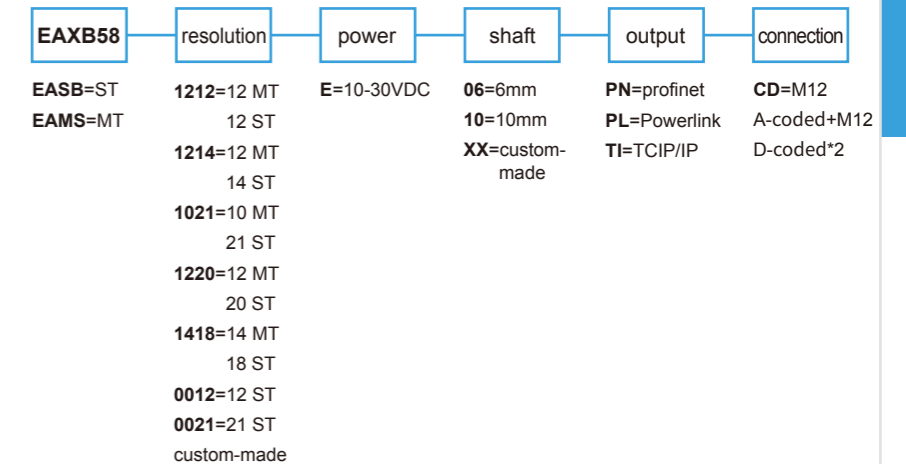 EAXB58 resolution power shaft output connection
EASB=ST
EAMS=MT
1212=12 MT
12 ST
1214=12 MT
14 ST
1021=10 MT
21 ST
1220=12 MT
20 ST
1418=14 MT
18 ST
0012=12 ST
0021=21 ST
custom-made
E=10-30VDC
06=6mm
10=10mm
XX=custom-
made
PN=profinet
PL=Powerlink
TI=TCIP/IP
CD=M12
A-coded+M12
D-coded*2